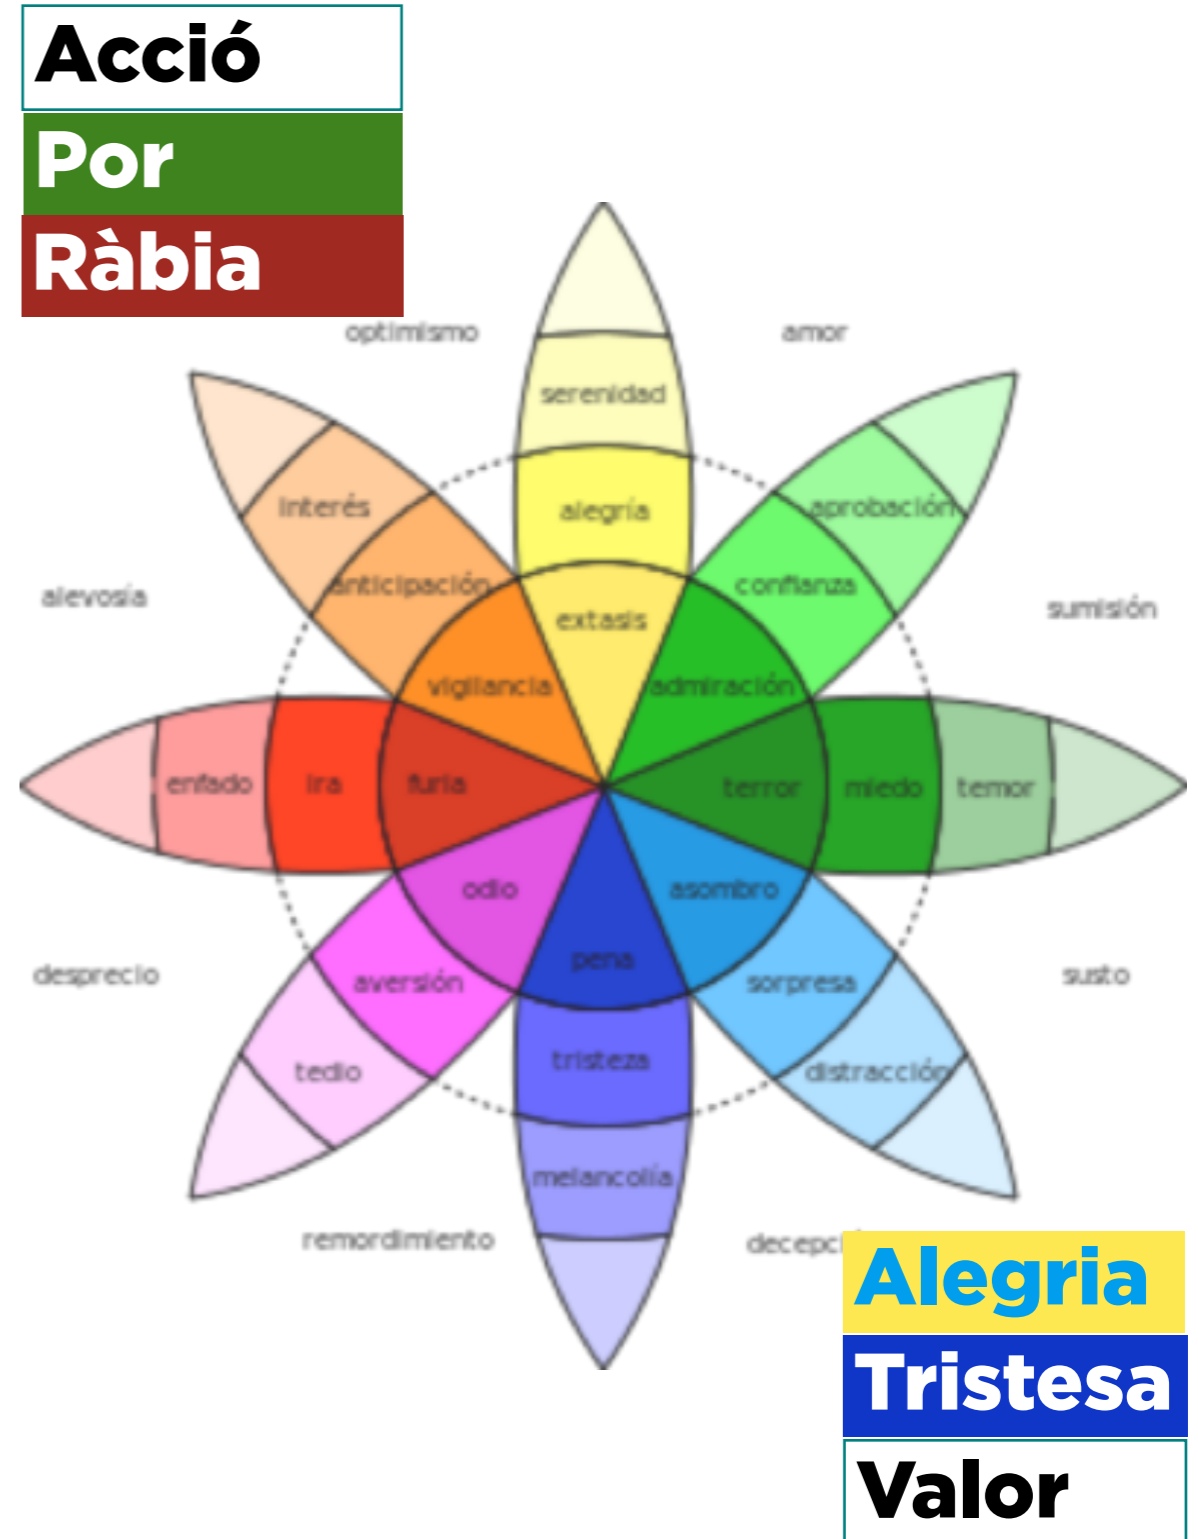 Acció
Por
Ràbia
optimismo
amor
serenidad
interés
aprobación
alegría
anticipación
confianza
alevosía
sumisión
extasis
vigilancia
admiración
enfado
ira
furia
terror
miedo
temor
odio
asombro
pena
desprecio
susto
aversión
sorpresa
tristeza
tedio
distracción
melancolía
remordimiento
Alegria
Tristesa
Valor